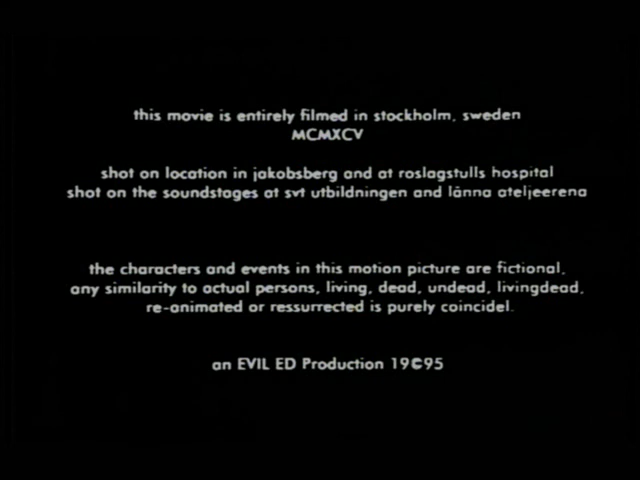 this movie is entirely filmed in stockholm, sweden
MCMXCV
shot on location in jakobsberg and at roslagstulls hospital
shot on the soundstages at svt utbildningen and länna ateljeerena
the characters and events in this motion picture are fictional,
any similarity to actual persons, living, dead, undead, livingdead,
re-animated or ressurrected is purely coincidel.
an EVIL ED Production 19©95